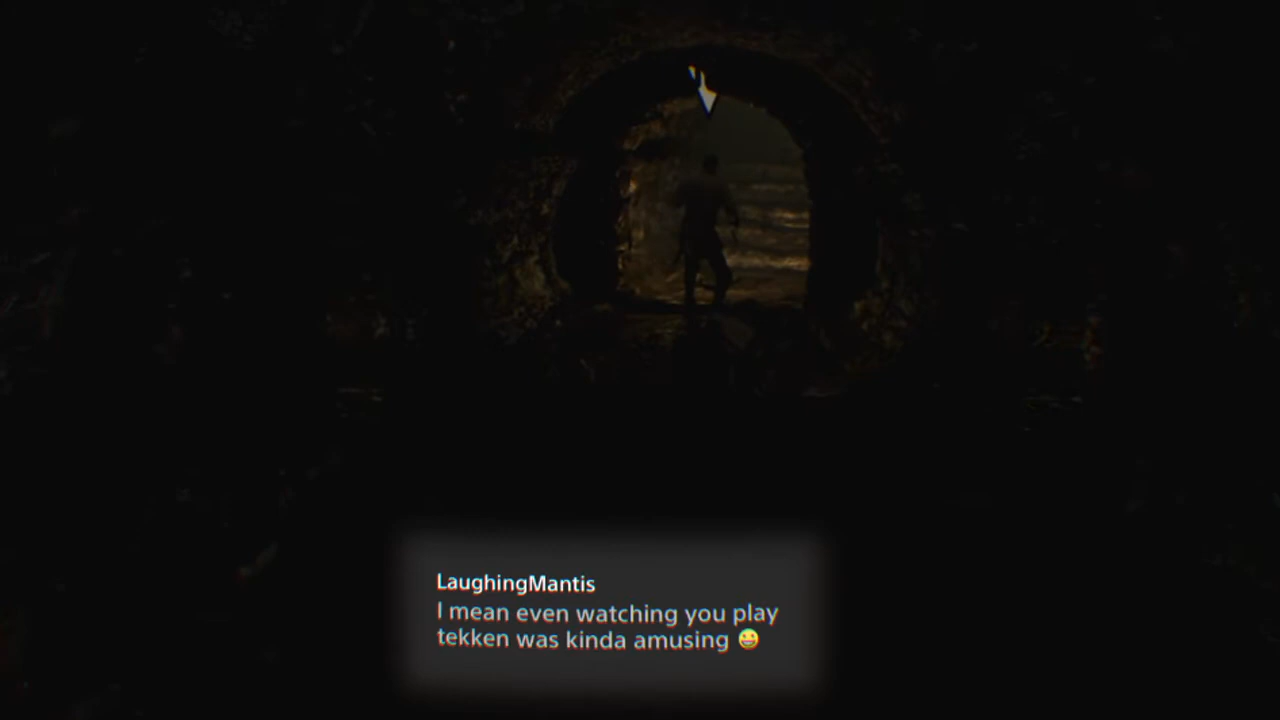 LaughingMantis
I mean even watching you play
tekken was kinda amusing 😀